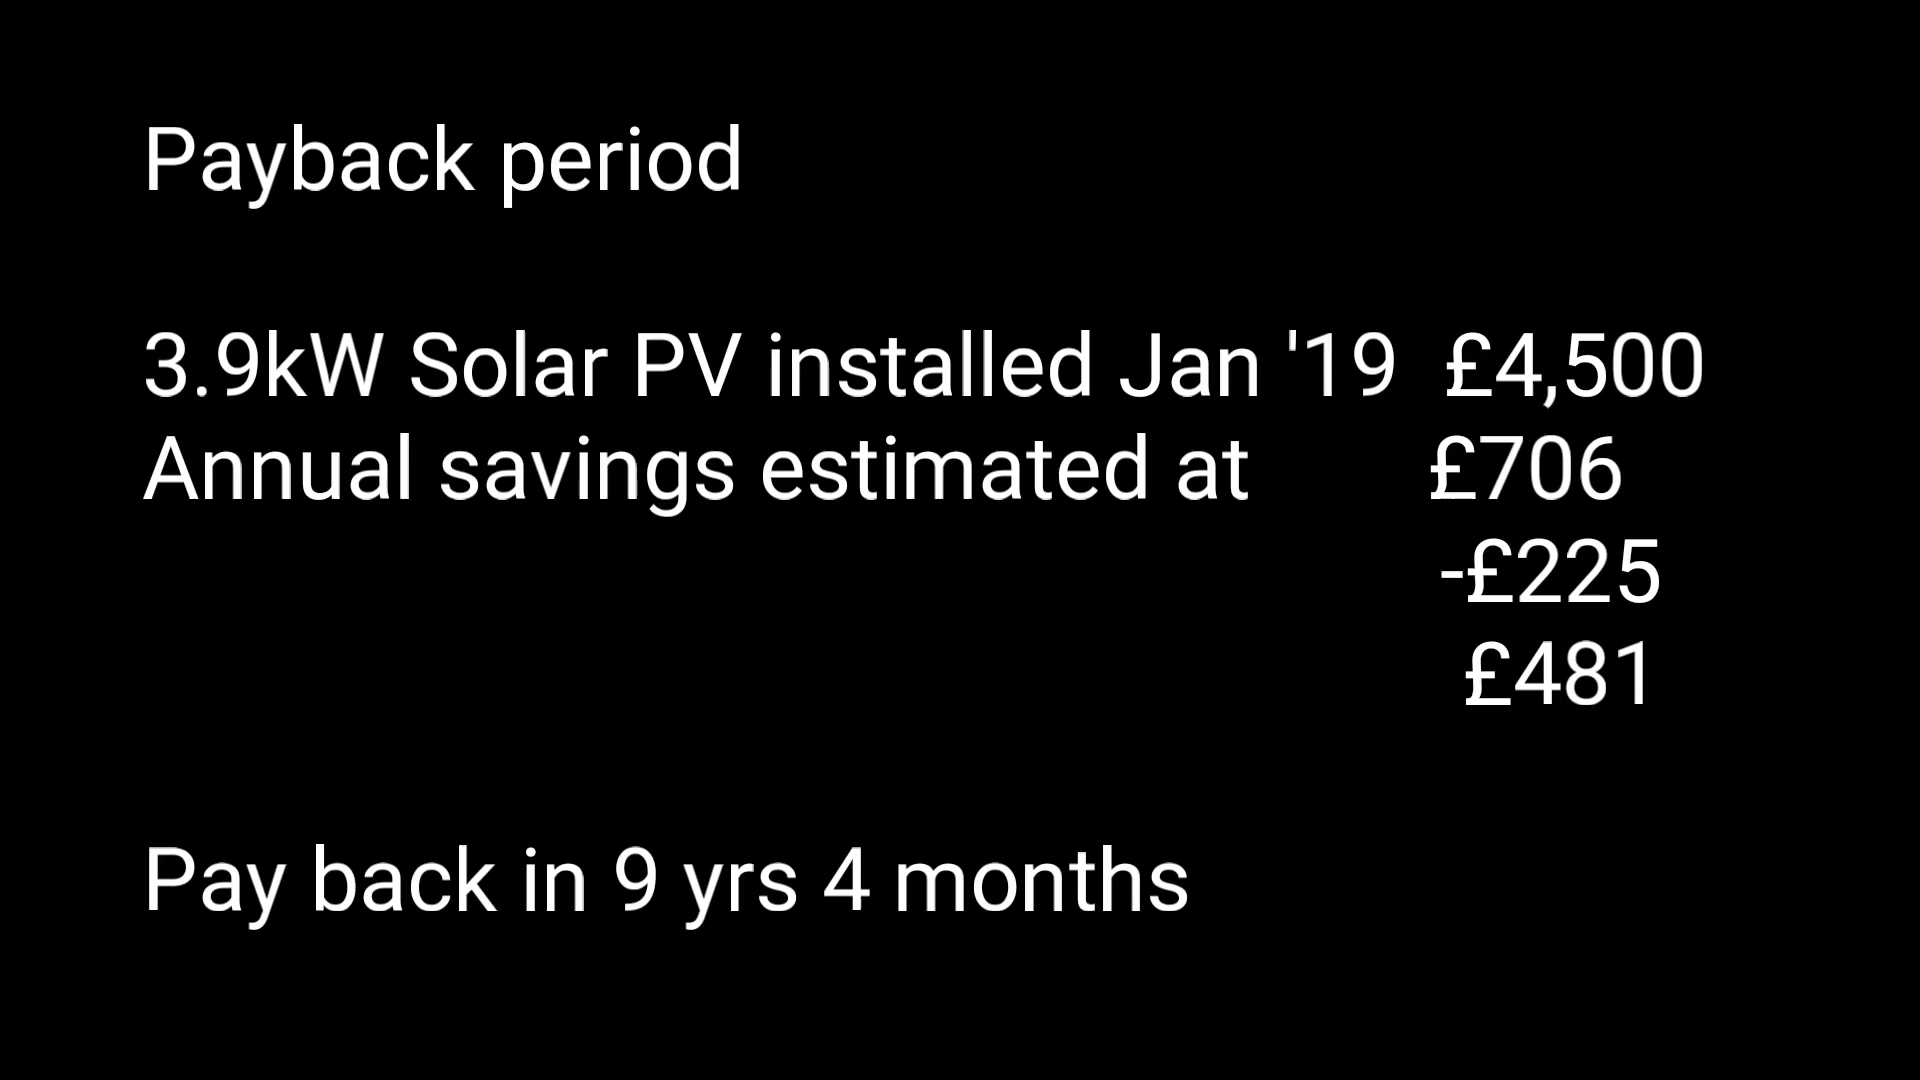 Payback period
3.9kW Solar PV installed Jan '19 £4,500
Annual savings estimated at £706
-£225
£481
Pay back in 9 yrs 4 months